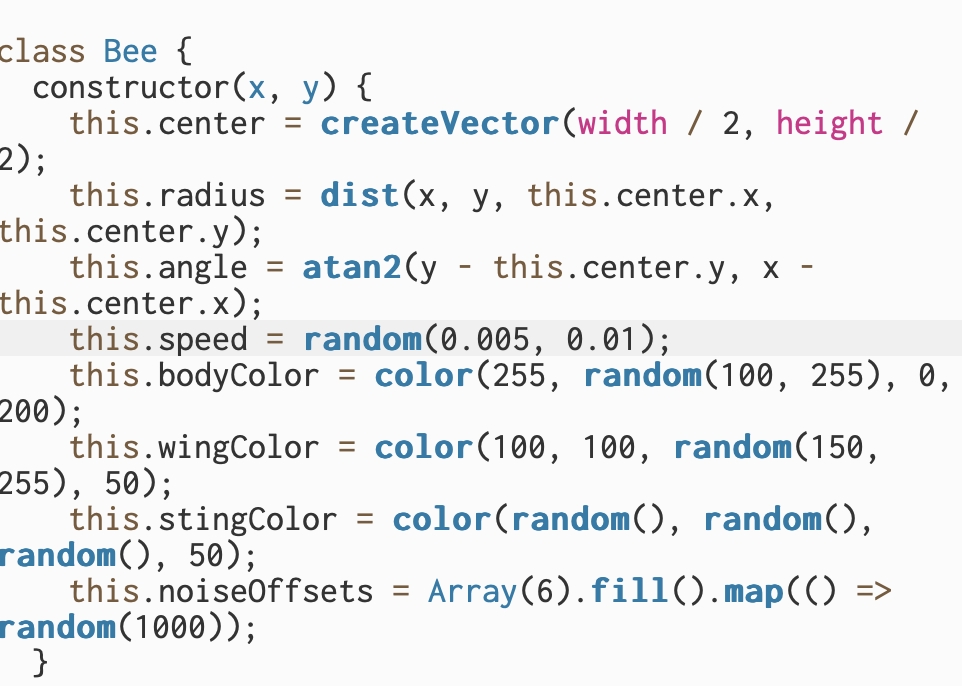 class Bee {
  constructor(x, y) {
    this.center = createVector(width / 2, height /
2);
    this.radius = dist(x, y, this.center.x,
this.center.y);
    this.angle = atan2(y - this.center.y, x -
this.center.x);
    this.speed = random(0.005, 0.01);
    this.bodyColor = color(255, random(100, 255), 0,
200);
    this.wingColor = color(100, 100, random(150,
255), 50);
    this.stingColor = color(random(), random(),
random(), 50);
    this.noiseOffsets = Array(6).fill().map(() =>
random(1000));
  }